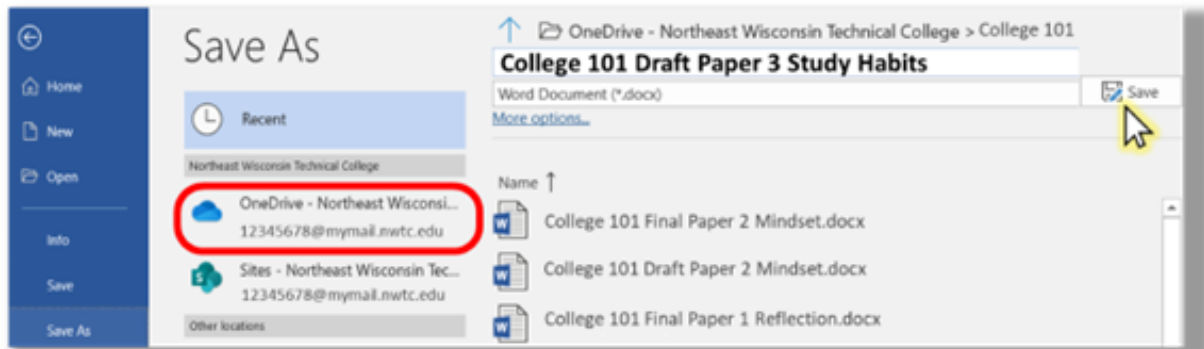 Home
New
Open
Info
Save
Save As
Save As
Recent
Northeast Wisconsin Technical College
OneDrive - Northeast Wisconsi...
12345678@mymail.nwtc.edu
Sites - Northeast Wisconsin Tec...
12345678@mymail.nwtc.edu
Other locations
OneDrive - Northeast Wisconsin Technical College > College 101
College 101 Draft Paper 3 Study Habits
Word Document (*.docx)
Save
More options...
Name ↑
College 101 Final Paper 2 Mindset.docx
College 101 Draft Paper 2 Mindset.docx
College 101 Final Paper 1 Reflection.docx